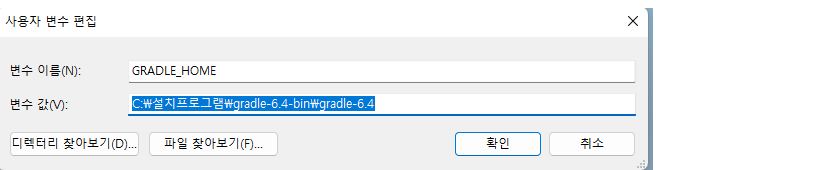 사용자 변수 편집
변수 이름(N):
GRADLE_HOME
변수 값(V):
C:₩설치프로그램₩gradle-6.4-bin₩gradle-6.4
디렉터리 찾아보기(D)...
파일 찾아보기(F)...
확인
취소